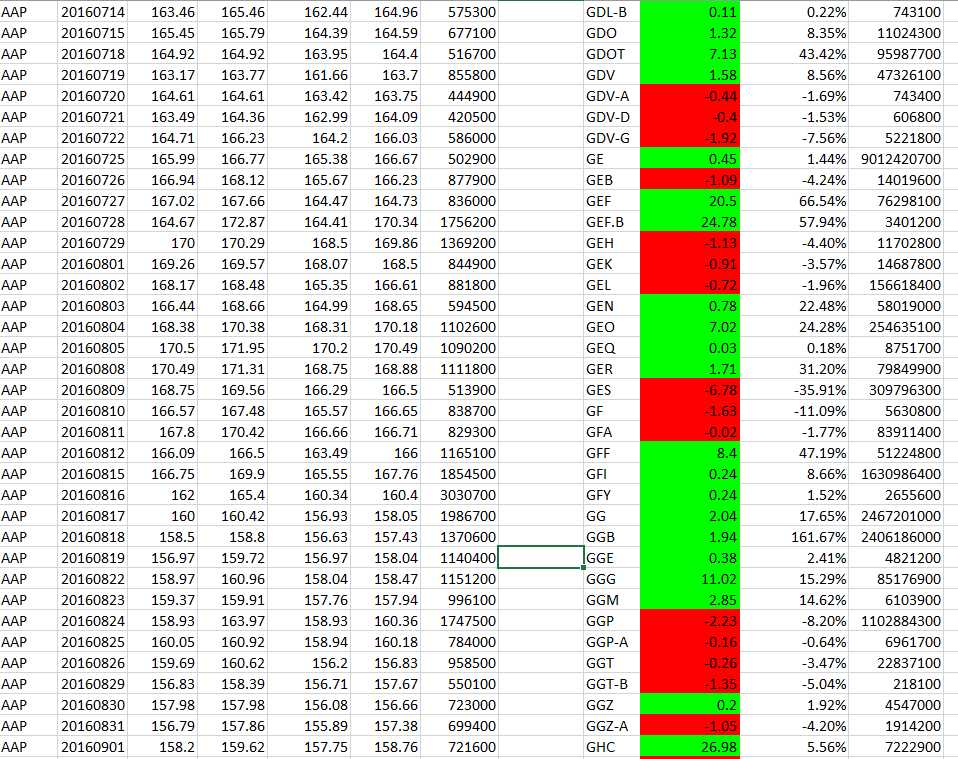 AAP 20160714 163.46 165.46 162.44 164.96 575300 GDL-B 0.11 0.22% 743100
AAP 20160715 165.45 165.79 164.39 164.59 677100 GDO 1.32 8.35% 11024300
AAP 20160718 164.92 164.92 163.95 164.4 516700 GDOT 7.13 43.42% 95987700
AAP 20160719 163.17 163.77 161.66 163.7 855800 GDV 1.58 8.56% 47326100
AAP 20160720 164.61 164.61 163.42 163.75 444900 GDV-A -0.44 -1.69% 743400
AAP 20160721 163.49 164.36 162.99 164.09 420500 GDV-D -0.4 -1.53% 606800
AAP 20160722 164.71 166.23 164.2 166.03 586000 GDV-G -1.92 -7.56% 5221800
AAP 20160725 165.99 166.77 165.38 166.67 502900 GE 0.45 1.44% 9012420700
AAP 20160726 166.94 168.12 165.67 166.23 877900 GEB -1.09 -4.24% 14019600
AAP 20160727 167.02 167.66 164.47 164.73 836000 GEF 20.5 66.54% 76298100
AAP 20160728 164.67 172.87 164.41 170.34 1756200 GEF.B 24.78 57.94% 3401200
AAP 20160729 170 170.29 168.5 169.86 1369200 GEH -1.13 -4.40% 11702800
AAP 20160801 169.26 169.57 168.07 168.5 844900 GEK -0.91 -3.57% 14687800
AAP 20160802 168.17 168.48 165.35 166.61 881800 GEL -0.72 -1.96% 156618400
AAP 20160803 166.44 168.66 164.99 168.65 594500 GEN 0.78 22.48% 58019000
AAP 20160804 168.38 170.38 168.31 170.18 1102600 GEO 7.02 24.28% 254635100
AAP 20160805 170.5 171.95 170.2 170.49 1090200 GEQ 0.03 0.18% 8751700
AAP 20160808 170.49 171.31 168.75 168.88 1111800 GER 1.71 31.20% 79849900
AAP 20160809 168.75 169.56 166.29 166.5 513900 GES -6.78 -35.91% 309796300
AAP 20160810 166.57 167.48 165.57 166.65 838700 GF -1.63 -11.09% 5630800
AAP 20160811 167.8 170.42 166.66 166.71 829300 GFA -0.02 -1.77% 83911400
AAP 20160812 166.09 166.5 163.49 166 1165100 GFF 8.4 47.19% 51224800
AAP 20160815 166.75 169.9 165.55 167.76 1854500 GFI 0.24 8.66% 1630986400
AAP 20160816 162 165.4 160.34 160.4 3030700 GFY 0.24 1.52% 2655600
AAP 20160817 160 160.42 156.93 158.05 1986700 GG 2.04 17.65% 2467201000
AAP 20160818 158.5 158.8 156.63 157.43 1370600 GGB 1.94 161.67% 2406186000
AAP 20160819 156.97 159.72 156.97 158.04 1140400 GGE 0.38 2.41% 4821200
AAP 20160822 158.97 160.96 158.04 158.47 1151200 GGG 11.02 15.29% 85176900
AAP 20160823 159.37 159.91 157.76 157.94 996100 GGM 2.85 14.62% 6103900
AAP 20160824 158.93 163.97 158.93 160.36 1747500 GGP -2.23 -8.20% 1102884300
AAP 20160825 160.05 160.92 158.94 160.18 784000 GGP-A -0.16 -0.64% 6961700
AAP 20160826 159.69 160.62 156.2 156.83 958500 GGT -0.26 -3.47% 22837100
AAP 20160829 156.83 158.39 156.71 157.67 550100 GGT-B -1.35 -5.04% 218100
AAP 20160830 157.98 157.98 156.08 156.66 723000 GGZ 0.2 1.92% 4547000
AAP 20160831 156.79 157.86 155.89 157.38 699400 GGZ-A -1.05 -4.20% 1914200
AAP 20160901 158.2 159.62 157.75 158.76 721600 GHC 26.98 5.56% 7222900